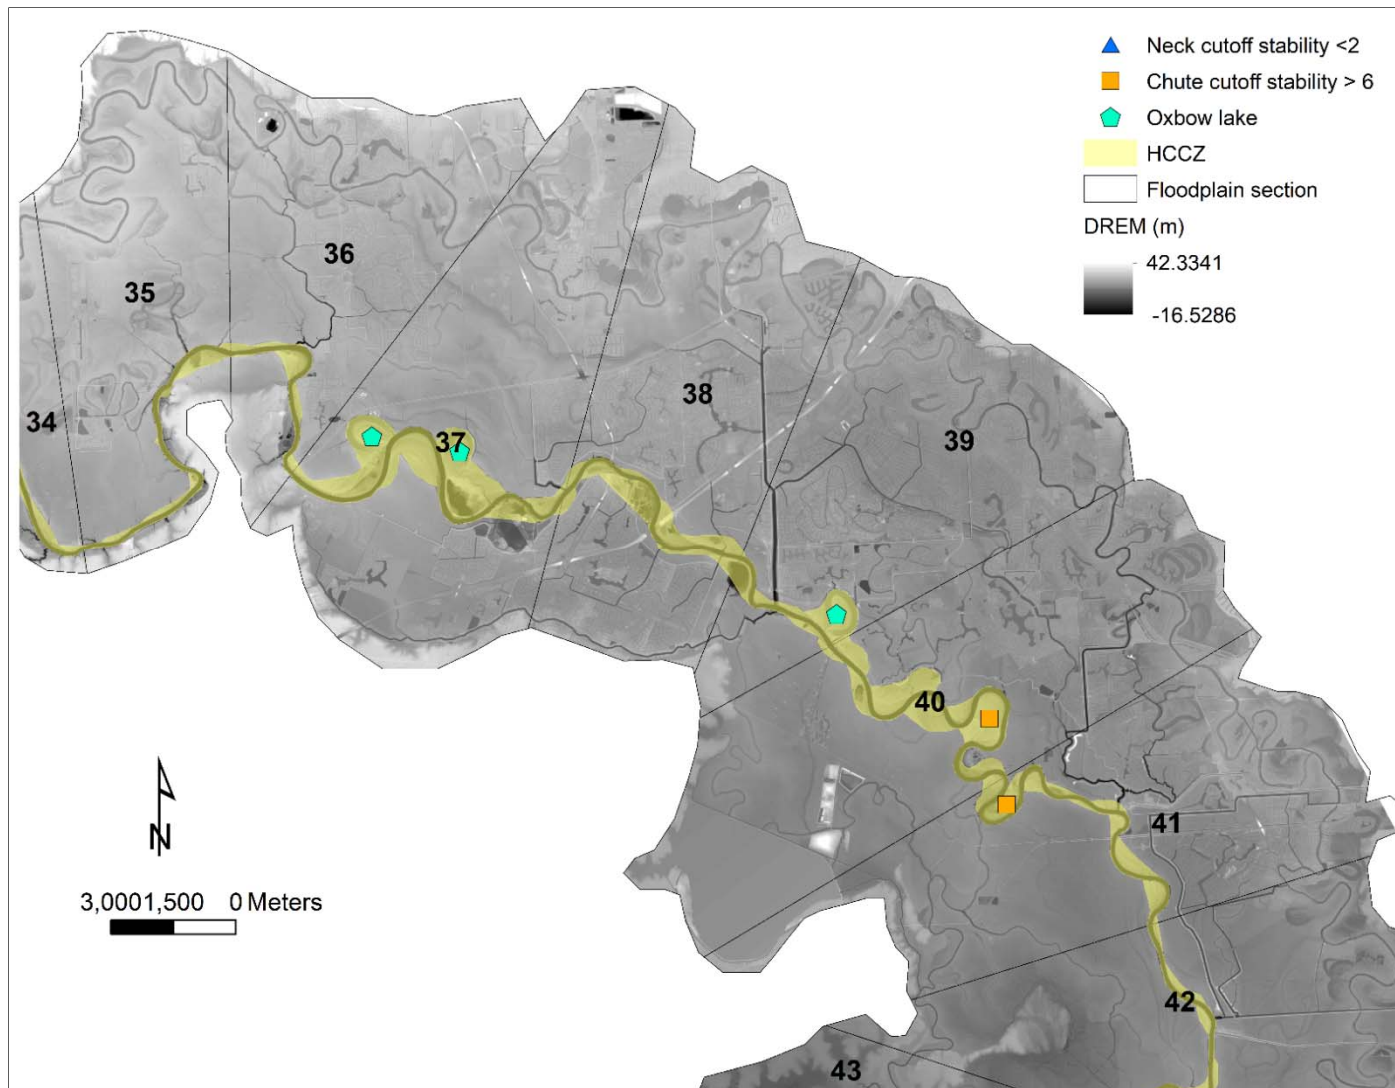 Neck cutoff stability <2
Chute cutoff stability > 6
Oxbow lake
HCCZ
Floodplain section
DREM (m)
42.3341
-16.5286
36
35
34
37
38
39
40
41
42
43
N
3,0001,500 0 Meters